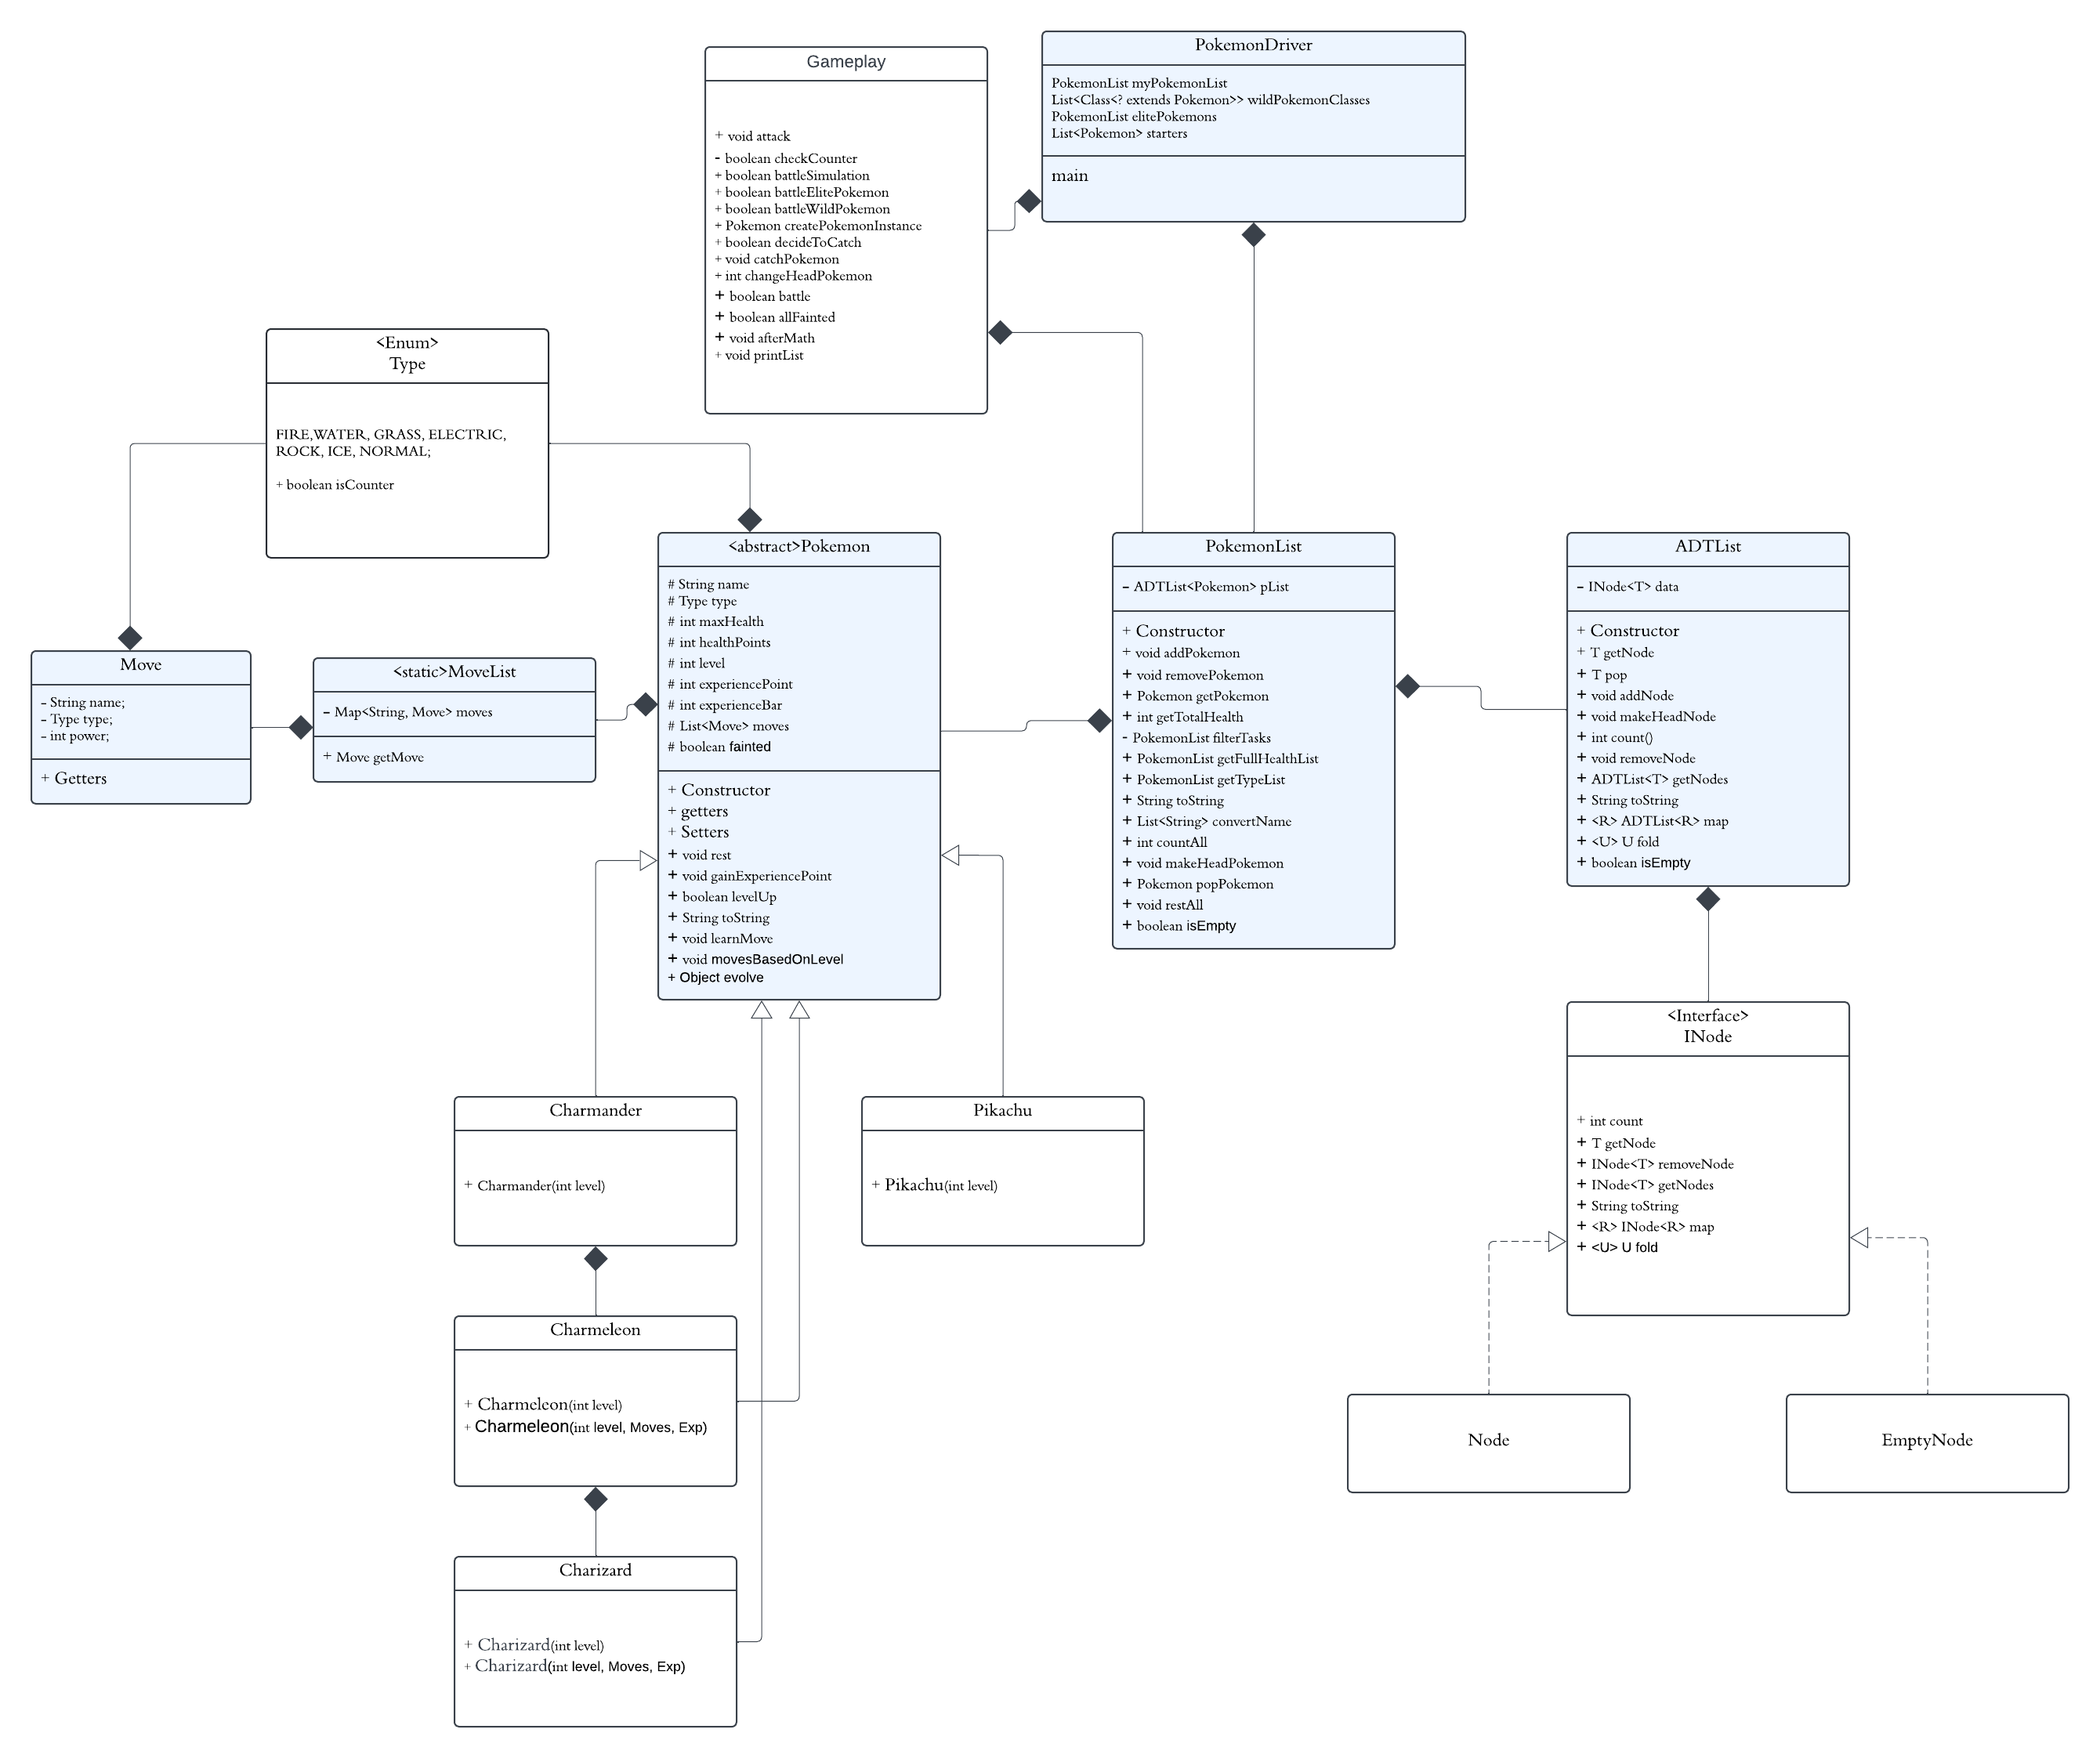 Gameplay
+ void attack
- boolean checkCounter
+ boolean battleSimulation
+ boolean battleElitePokemon
+ boolean battleWildPokemon
+ Pokemon createPokemonInstance
+ boolean decideToCatch
+ void catchPokemon
+ int changeHeadPokemon
+ boolean battle
+ boolean allFainted
+ void afterMath
+ void printList
PokemonDriver
PokemonList myPokemonList
List<Class<? extends Pokemon>> wildPokemonClasses
PokemonList elitePokemons
List<Pokemon> starters
main
<Enum>
Type
FIRE,WATER, GRASS, ELECTRIC,
ROCK, ICE, NORMAL;
+ boolean isCounter
Move
- String name;
- Type type;
- int power;
+ Getters
<static>MoveList
- Map<String, Move> moves
+ Move getMove
<abstract>Pokemon
# String name
# Type type
# int maxHealth
# int healthPoints
# int level
# int experiencePoint
# int experienceBar
# List<Move> moves
# boolean fainted
+ Constructor
+ getters
+ Setters
+ void rest
+ void gainExperiencePoint
+ boolean levelUp
+ String toString
+ void learnMove
+ void movesBasedOnLevel
+ Object evolve
PokemonList
- ADTList<Pokemon> pList
+ Constructor
+ void addPokemon
+ void removePokemon
+ Pokemon getPokemon
+ int getTotalHealth
- PokemonList filterTasks
+ PokemonList getFullHealthList
+ PokemonList getTypeList
+ String toString
+ List<String> convertName
+ int countAll
+ void makeHeadPokemon
+ Pokemon popPokemon
+ void restAll
+ boolean isEmpty
ADTList
- INode<T> data
+ Constructor
+ T getNode
+ T pop
+ void addNode
+ void makeHeadNode
+ int count()
+ void removeNode
+ ADTList<T> getNodes
+ String toString
+ <R> ADTList<R> map
+ <U> U fold
+ boolean isEmpty
<Interface>
INode
+ int count
+ T getNode
+ INode<T> removeNode
+ INode<T> getNodes
+ String toString
+ <R> INode<R> map
+ <U> U fold
Charmander
+ Charmander(int level)
Pikachu
+ Pikachu(int level)
Charmeleon
+ Charmeleon(int level)
+ Charmeleon(int level, Moves, Exp)
Node
EmptyNode
Charizard
+ Charizard(int level)
+ Charizard(int level, Moves, Exp)